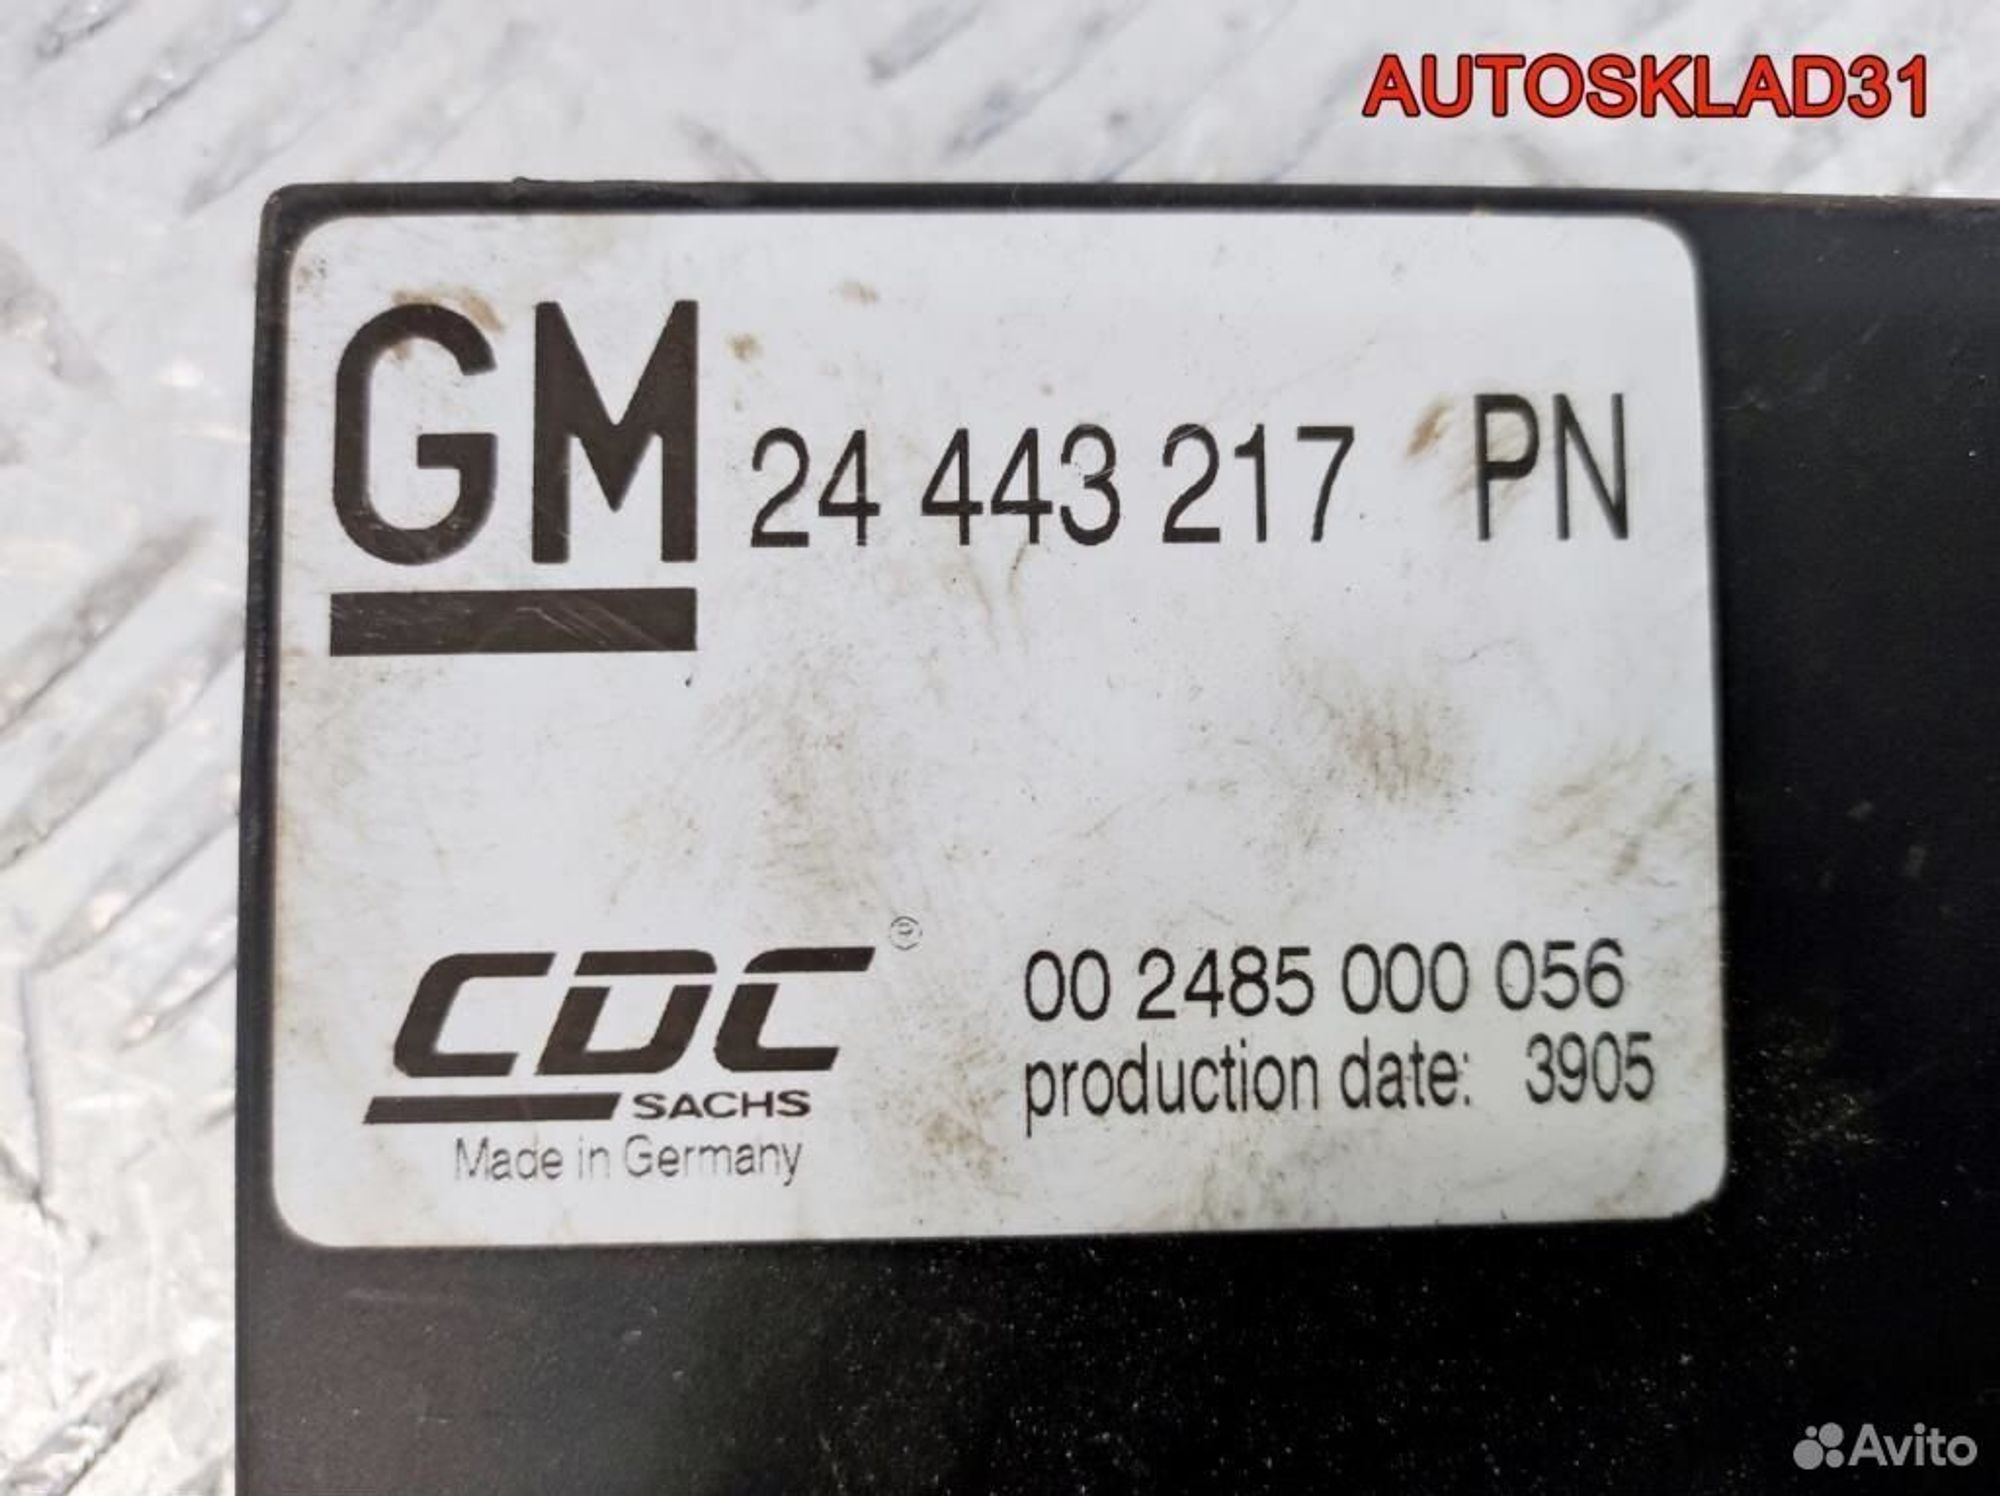 AUTOSKLAD31
GM 24 443 217 PN
CDC ®
SACHS
Made in Germany
00 2485 000 056
production date: 3905
Avito